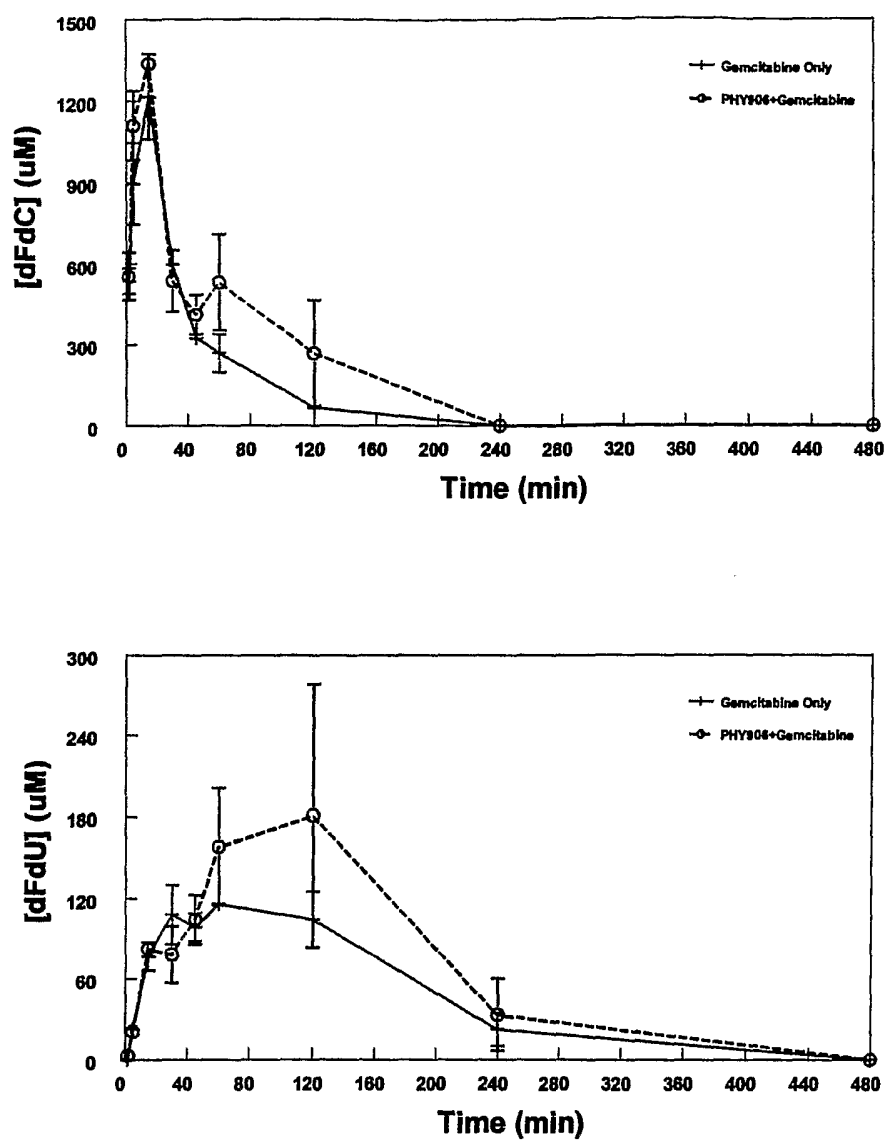 1500
1200
900
600
300
0
[dFdC] (uM)
Gemcitabine Only
PHY906+Gemcitabine
0 40 80 120 160 200 240 280 320 360 400 440 480
Time (min)
300
240
180
120
60
0
[dFdU] (uM)
Gemcitabine Only
PHY906+Gemcitabine
0 40 80 120 160 200 240 280 320 360 400 440 480
Time (min)